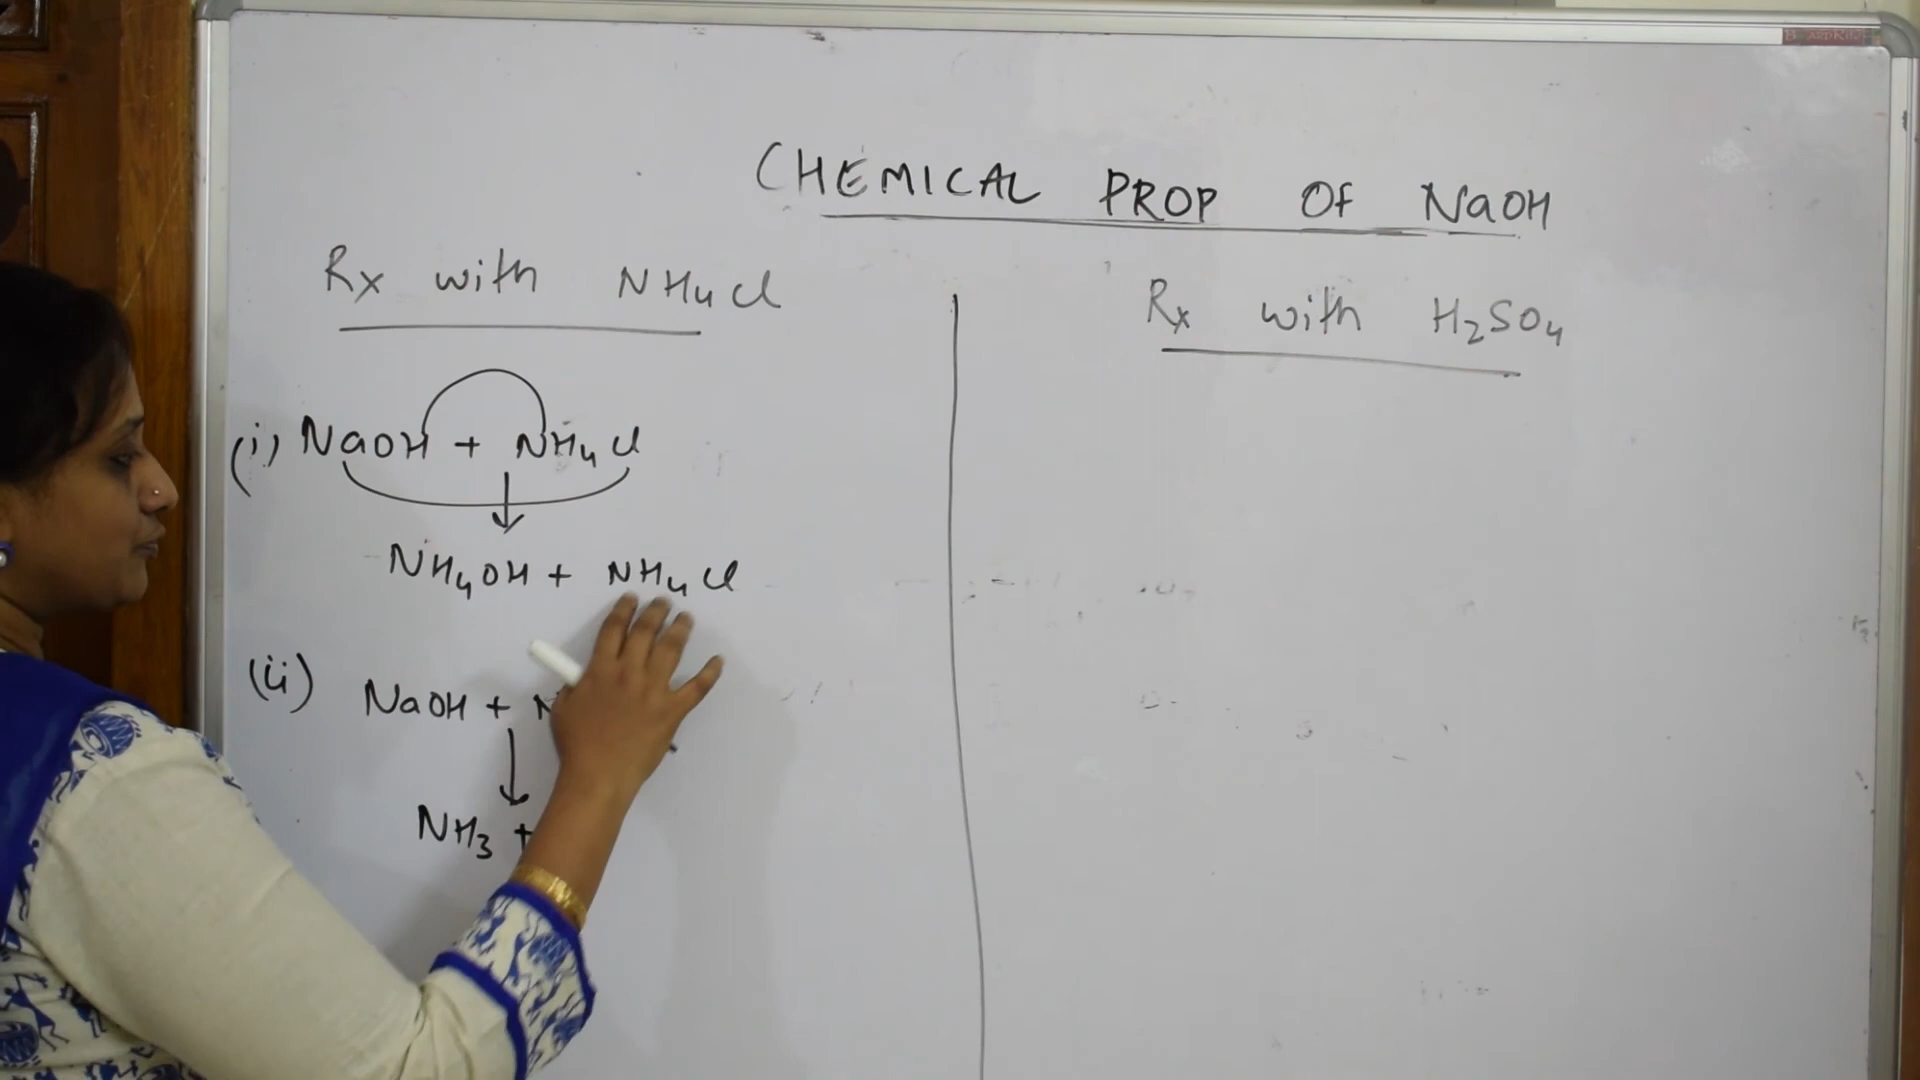 CHEMICAL PROP OF NaOH
Rx with NH4Cl
(i) NaOH + NH4Cl
NH4OH + NH4Cl
(ii) NaOH + N
NH3 +
Rx with H2SO4